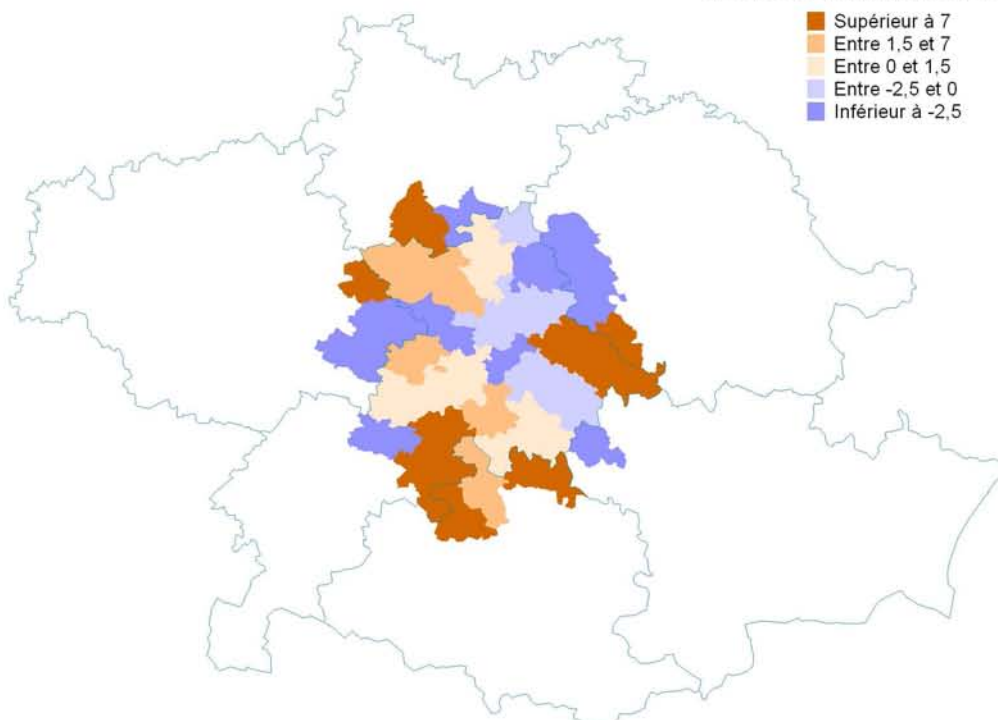 Supérieur à 7
Entre 1,5 et 7
Entre 0 et 1,5
Entre -2,5 et 0
Inférieur à -2,5